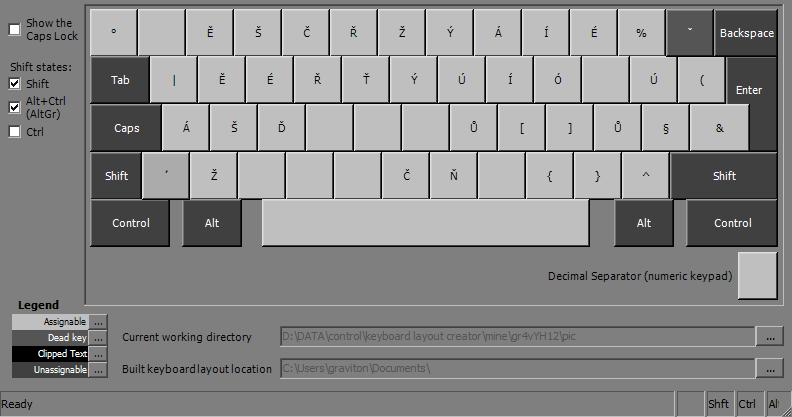 Show the
Caps Lock
Shift states:
Shift
Alt+Ctrl
(AltGr)
Ctrl
° Ě Š Č Ř Ž Ý Á Í É % ˇ Backspace
Tab | Ě É Ř Ť Ý Ú Í Ó Ú ( Enter
Caps Á Š Ď Ů [ ] Ů § &
Shift ´ Ž Č Ň { } ^ Shift
Control Alt Alt Control
Decimal Separator (numeric keypad)
Legend
Assignable ...
Dead key ...
Clipped Text ...
Unassignable ...
Current working directory D:\DATA\control\keyboard layout creator\mine\gr4vYH12\pic ...
Built keyboard layout location C:\Users\graviton\Documents\ ...
Ready Shft Ctrl Alt